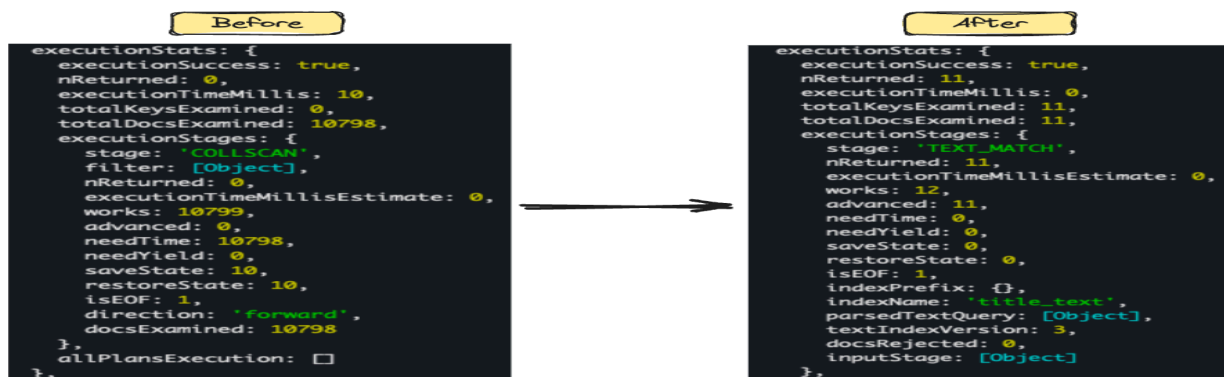 Before
executionStats: {
executionSuccess: true,
nReturned: 0,
executionTimeMillis: 10,
totalKeysExamined: 0,
totalDocsExamined: 10798,
executionStages: {
stage: 'COLLSCAN',
filter: [Object],
nReturned: 0,
executionTimeMillisEstimate: 0,
works: 10799,
advanced: 0,
needTime: 10798,
needYield: 0,
saveState: 10,
restoreState: 10,
isEOF: 1,
direction: 'forward',
docsExamined: 10798
},
allPlansExecution: []
},
After
executionStats: {
executionSuccess: true,
nReturned: 11,
executionTimeMillis: 0,
totalKeysExamined: 11,
totalDocsExamined: 11,
executionStages: {
stage: 'TEXT_MATCH',
nReturned: 11,
executionTimeMillisEstimate: 0,
works: 12,
advanced: 11,
needTime: 0,
needYield: 0,
saveState: 0,
restoreState: 0,
isEOF: 1,
indexPrefix: {},
indexName: 'title_text',
parsedTextQuery: [Object],
textIndexVersion: 3,
docsRejected: 0,
inputStage: [Object]
},